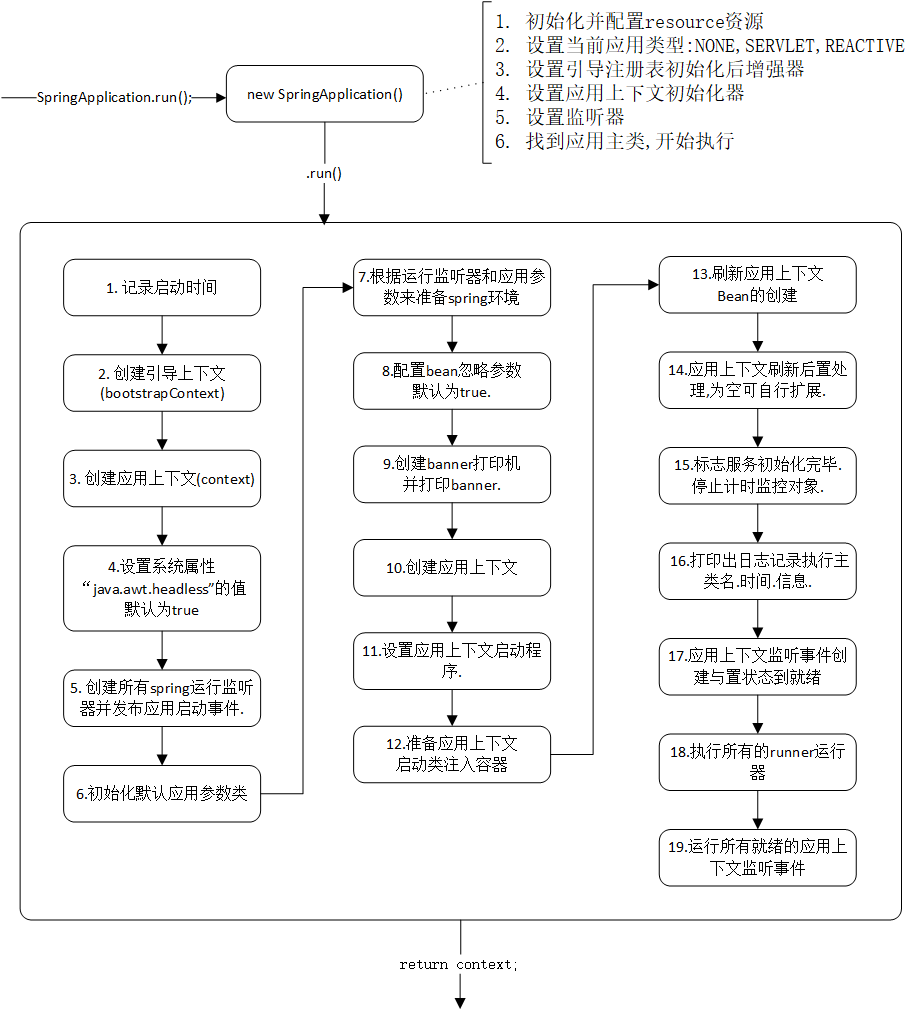 SpringApplication.run();
new SpringApplication()
1. 初始化并配置resource资源
2. 设置当前应用类型:NONE,SERVLET,REACTIVE
3. 设置引导注册表初始化后增强器
4. 设置应用上下文初始化器
5. 设置监听器
6. 找到应用主类,开始执行
.run()
1. 记录启动时间
2. 创建引导上下文
(bootstrapContext)
3. 创建应用上下文(context)
4.设置系统属性
“java.awt.headless”的值
默认为true
5. 创建所有spring运行监听
器并发布应用启动事件.
6.初始化默认应用参数类
7.根据运行监听器和应用参
数来准备spring环境
8.配置bean忽略参数
默认为true.
9.创建banner打印机
并打印banner.
10.创建应用上下文
11.设置应用上下文启动程
序.
12.准备应用上下文
启动类注入容器
13.刷新应用上下文
Bean的创建
14.应用上下文刷新后置处
理,为空可自行扩展.
15.标志服务初始化完毕.
停止计时监控对象.
16.打印出日志记录执行主
类名.时间.信息.
17.应用上下文监听事件创
建与置状态到就绪
18.执行所有的runner运行
器
19.运行所有就绪的应用上
下文监听事件
return context;